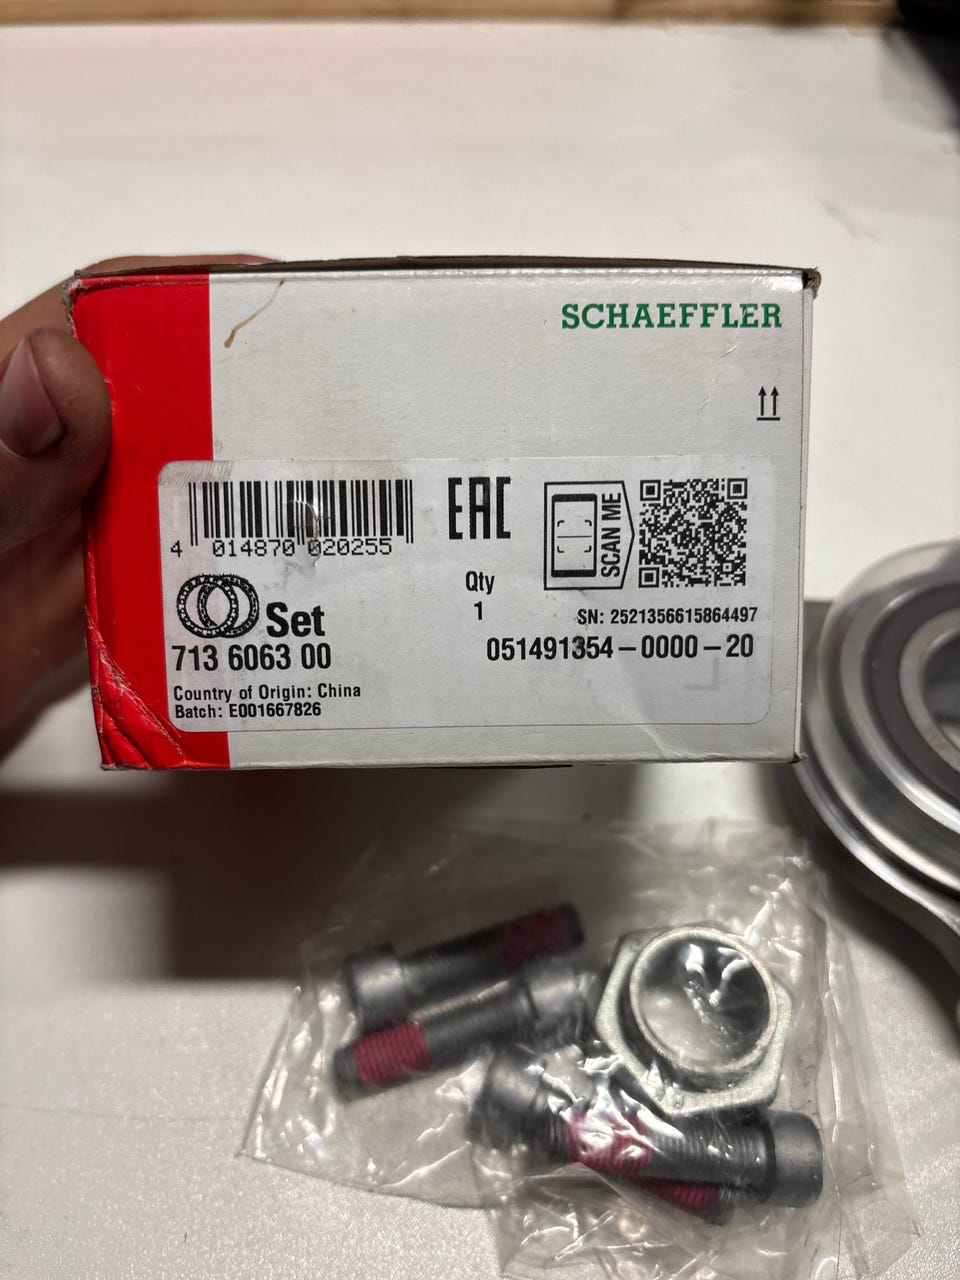 SCHAEFFLER
EAC
SCAN ME
4 014870 020255
Qty
1
Set
SN: 2521356615864497
713 6063 00
051491354-0000-20
Country of Origin: China
Batch: E001667826